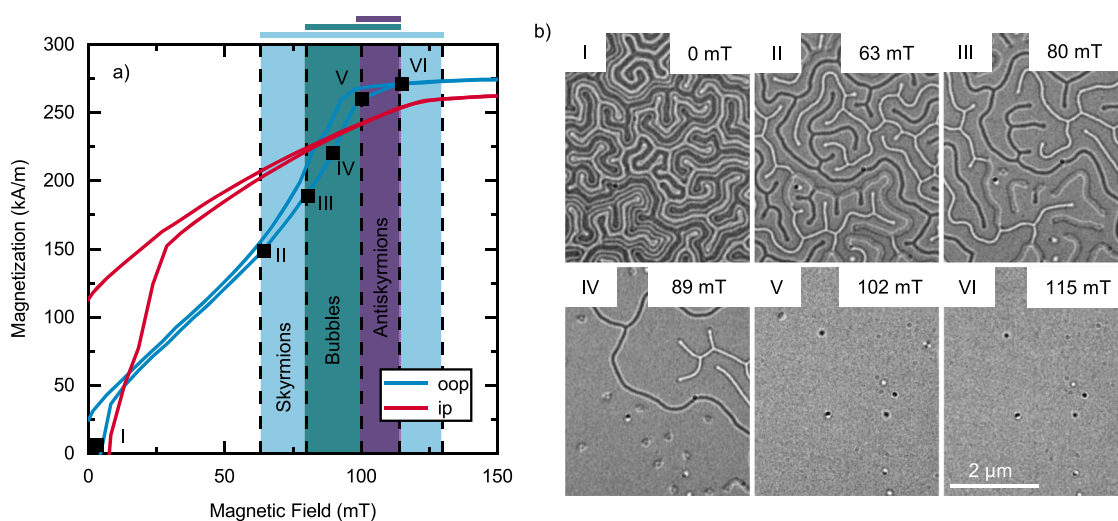 a)
Magnetization (kA/m)
300
250
200
150
100
50
0
0
50
100
150
Magnetic Field (mT)
I
II
III
IV
V
VI
Skyrmions
Bubbles
Antiskyrmions
oop
ip
b)
I 0 mT
II 63 mT
III 80 mT
IV 89 mT
V 102 mT
VI 115 mT
2 µm